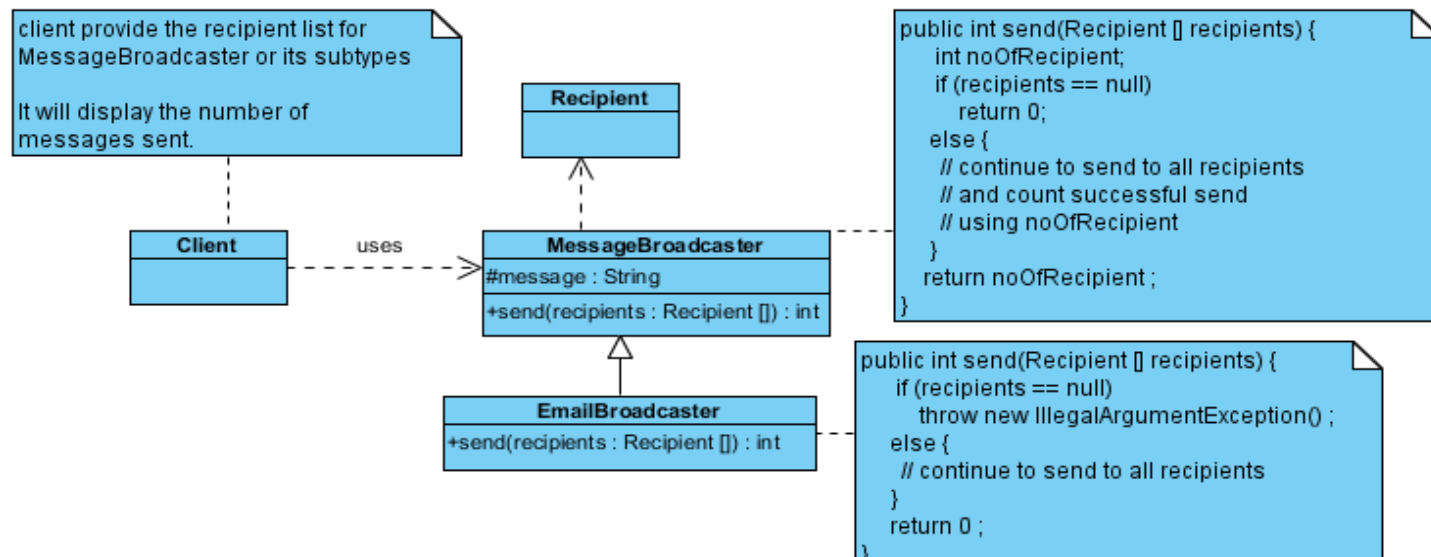 client provide the recipient list for
MessageBroadcaster or its subtypes
It will display the number of
messages sent.
Recipient
public int send(Recipient [] recipients) {
int noOfRecipient;
if (recipients == null)
return 0;
else {
// continue to send to all recipients
// and count successful send
// using noOfRecipient
}
return noOfRecipient ;
}
Client
uses
MessageBroadcaster
#message : String
+send(recipients : Recipient []) : int
EmailBroadcaster
+send(recipients : Recipient []) : int
public int send(Recipient [] recipients) {
if (recipients == null)
throw new IllegalArgumentException() ;
else {
// continue to send to all recipients
}
return 0 ;
}